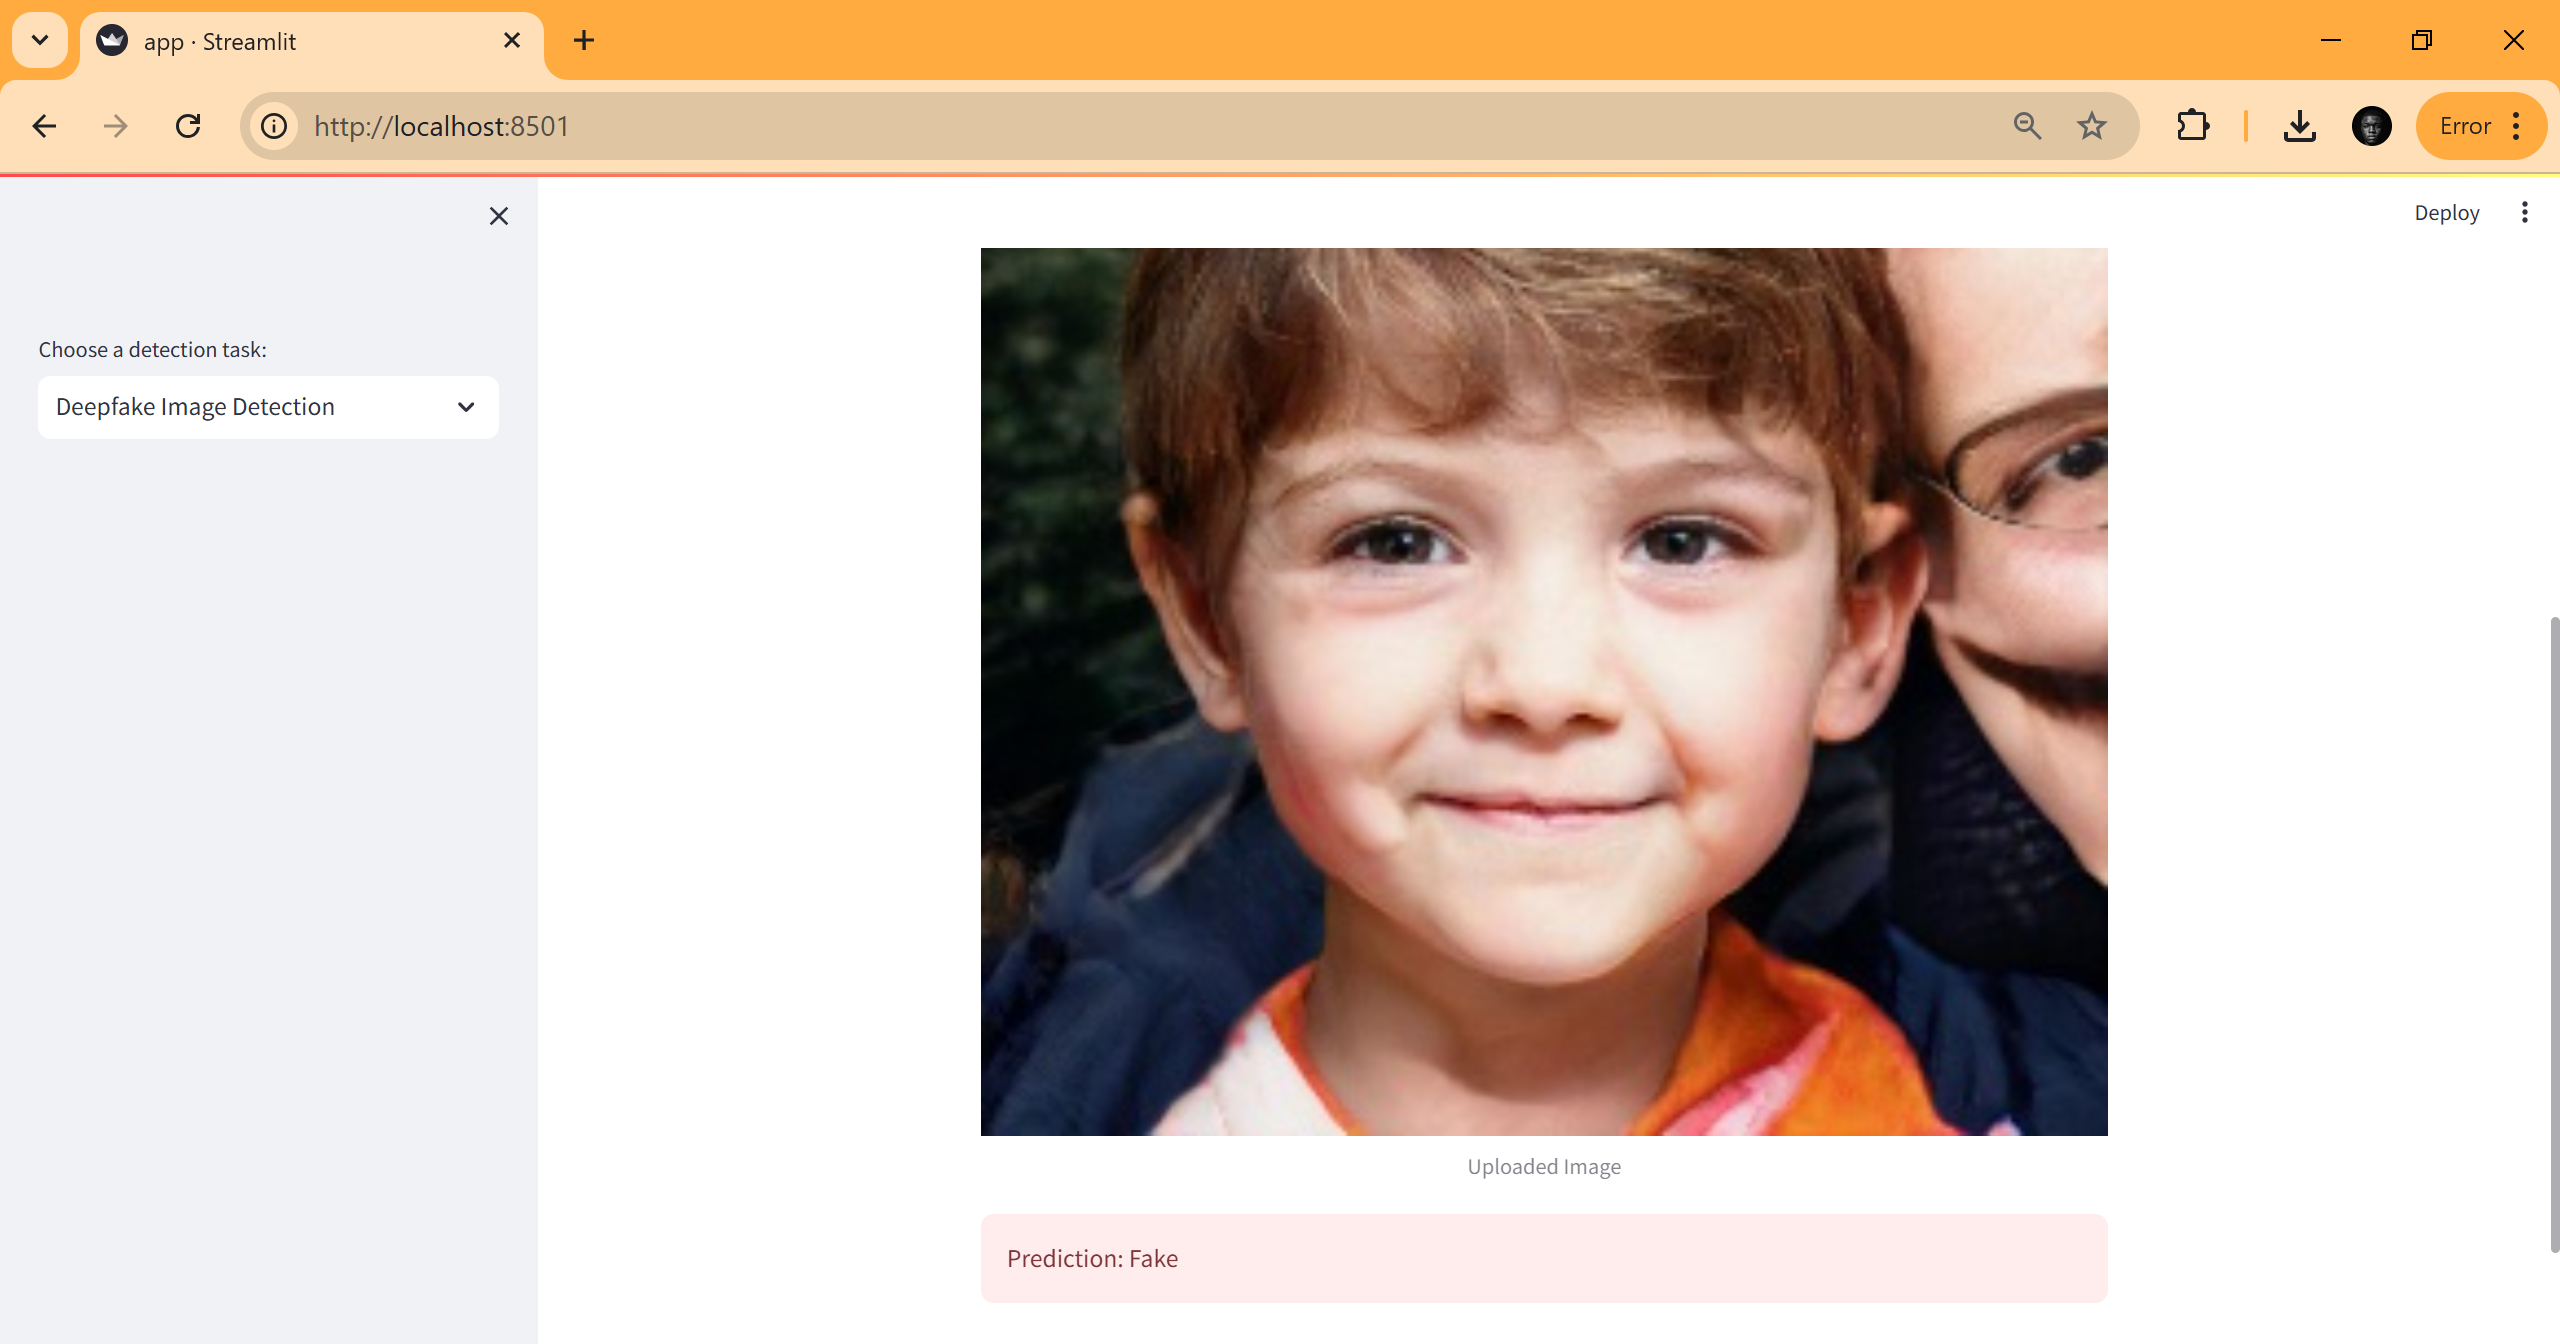 app · Streamlit
http://localhost:8501
Error
Deploy
Choose a detection task:
Deepfake Image Detection
Uploaded Image
Prediction: Fake